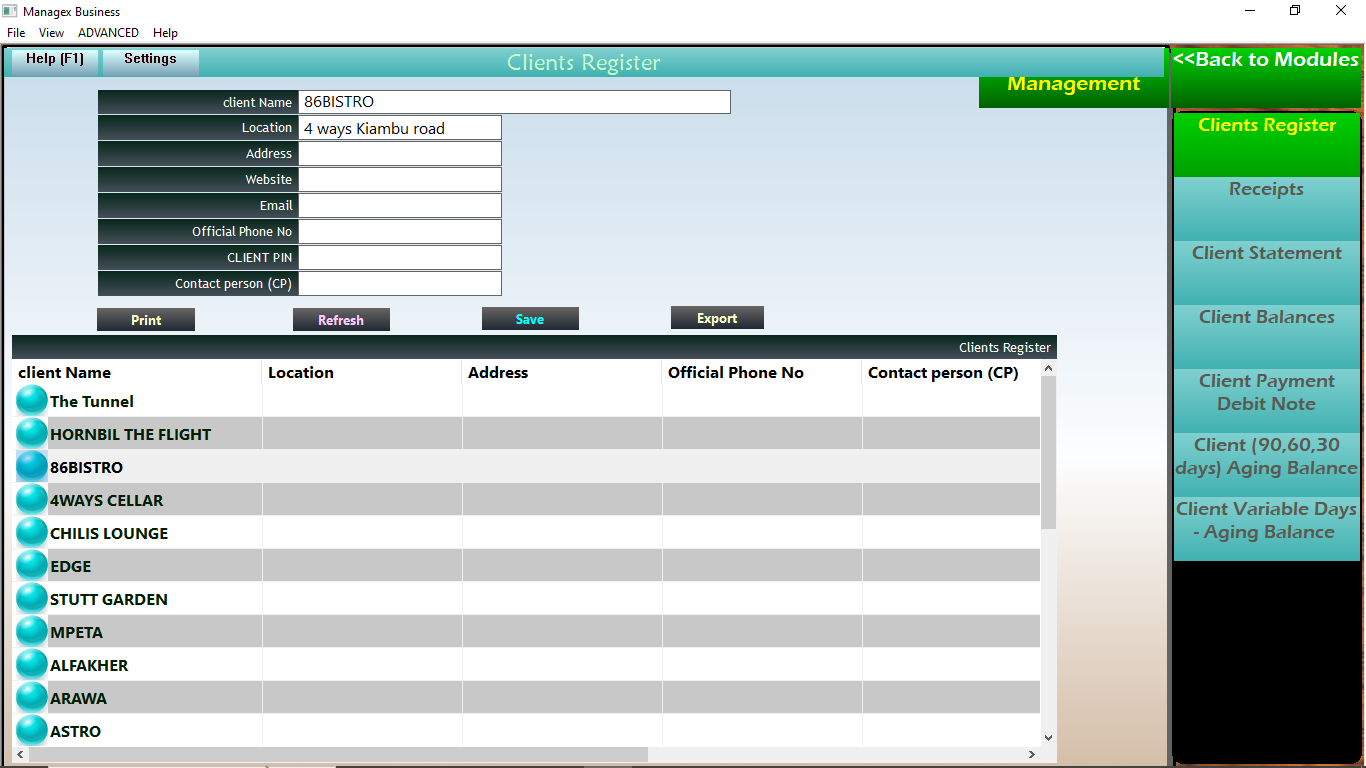 Managex Business
File View ADVANCED Help
Help (F1) Settings Clients Register <<Back to Modules
Management
client Name 86BISTRO
Location 4 ways Kiambu road
Address
Website
Email
Official Phone No
CLIENT PIN
Contact person (CP)
Print Refresh Save Export
Clients Register
client Name Location Address Official Phone No Contact person (CP)
The Tunnel
HORNBIL THE FLIGHT
86BISTRO
4WAYS CELLAR
CHILIS LOUNGE
EDGE
STUTT GARDEN
MPETA
ALFAKHER
ARAWA
ASTRO
Clients Register
Receipts
Client Statement
Client Balances
Client Payment
Debit Note
Client (90,60,30
days) Aging Balance
Client Variable Days
- Aging Balance